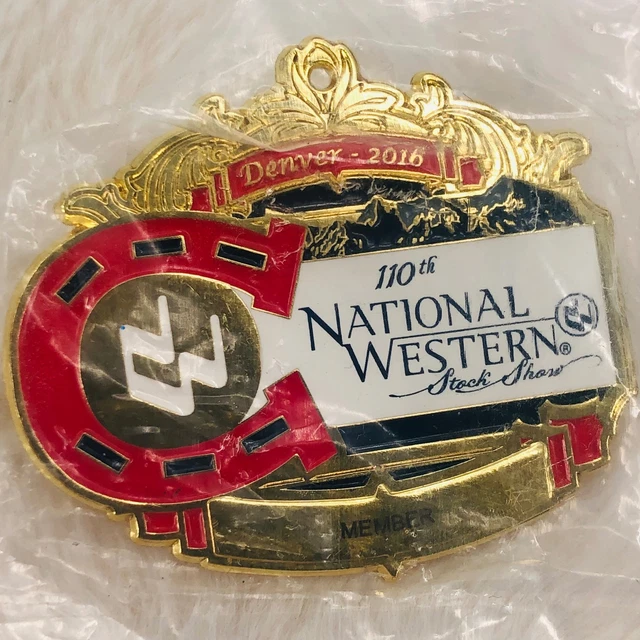 Denver - 2016
110th
NATIONAL
WESTERN®
Stock Show
MEMBER